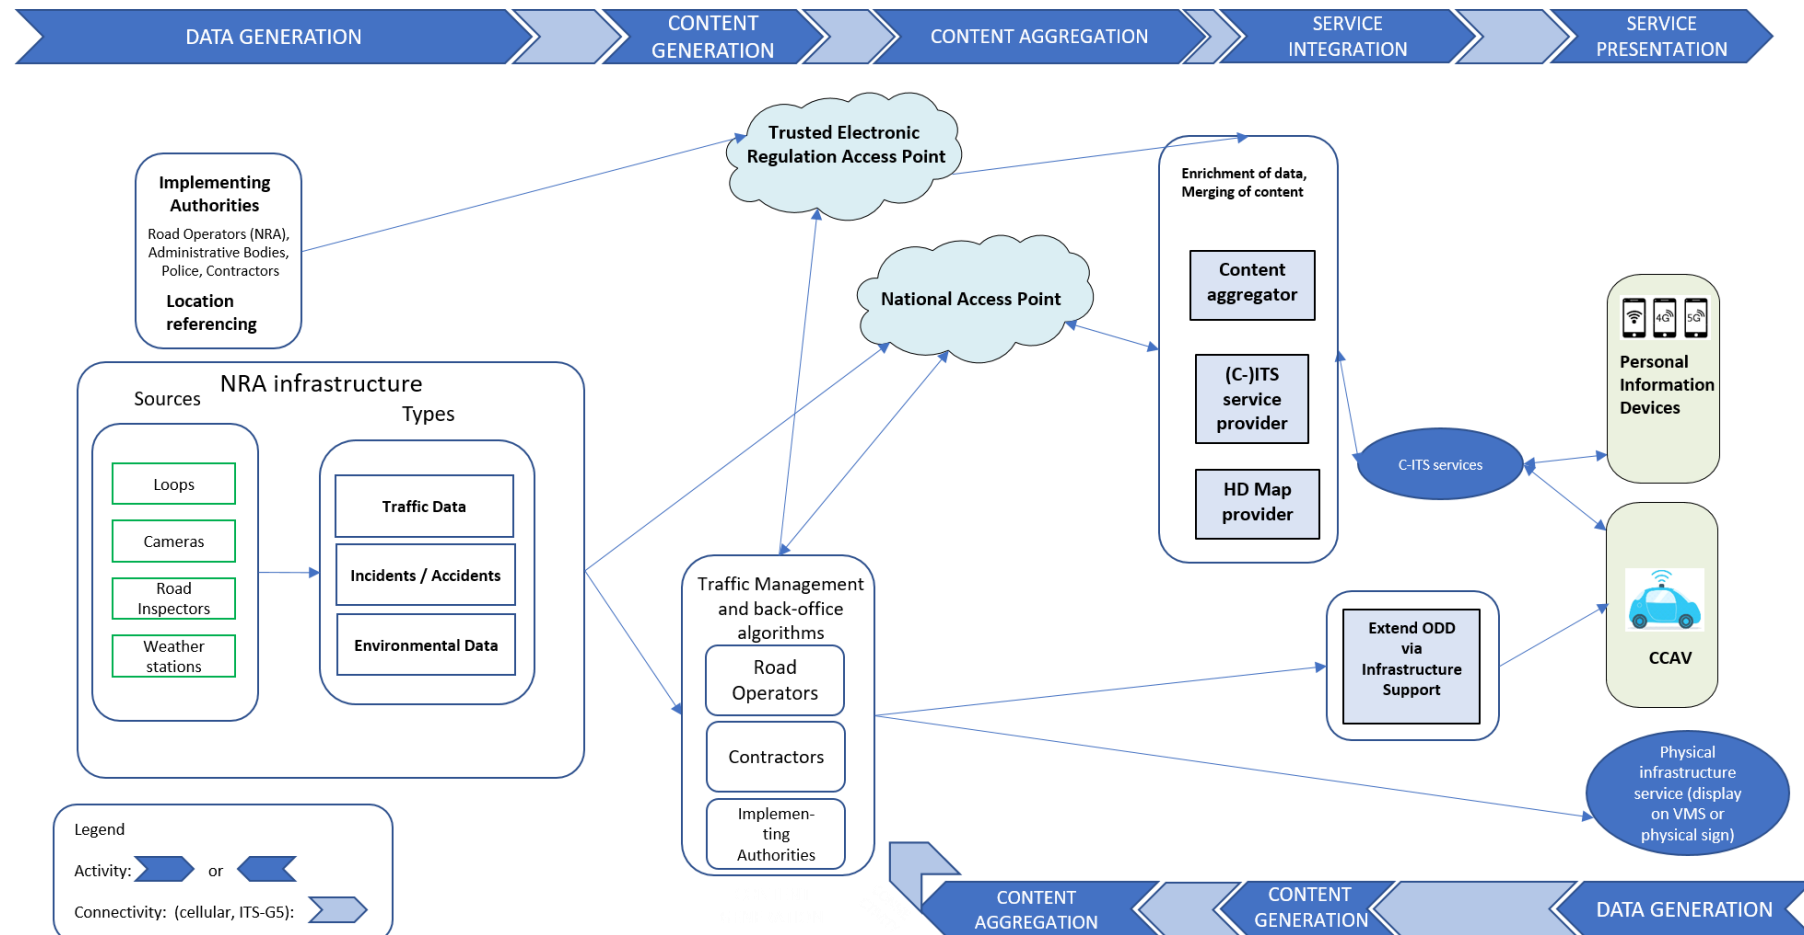 DATA GENERATION
CONTENT
GENERATION
CONTENT AGGREGATION
SERVICE
INTEGRATION
SERVICE
PRESENTATION
Trusted Electronic
Regulation Access Point
Implementing
Authorities
Road Operators (NRA),
Administrative Bodies,
Police, Contractors
Location
referencing
National Access Point
Enrichment of data,
Merging of content
Content
aggregator
(C-)ITS
service
provider
HD Map
provider
C-ITS services
4G
5G
Personal
Information
Devices
CCAV
NRA infrastructure
Sources
Types
Loops
Cameras
Road
Inspectors
Weather
stations
Traffic Data
Incidents / Accidents
Environmental Data
Traffic Management
and back-office
algorithms
Road
Operators
Contractors
Implemen-
ting
Authorities
Extend ODD
via
Infrastructure
Support
Physical
infrastructure
service (display
on VMS or
physical sign)
Legend
Activity:
or
Connectivity: (cellular, ITS-G5):
CONTENT
AGGREGATION
CONTENT
GENERATION
DATA GENERATION